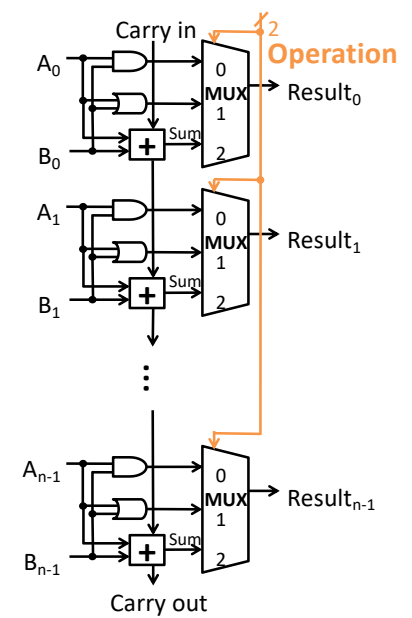 Carry in
2
Operation
A0
0
MUX
1
2
Result0
Sum
+
B0
A1
0
MUX
1
2
Result1
Sum
+
B1
...
An-1
0
MUX
1
2
Resultn-1
Sum
+
Bn-1
Carry out